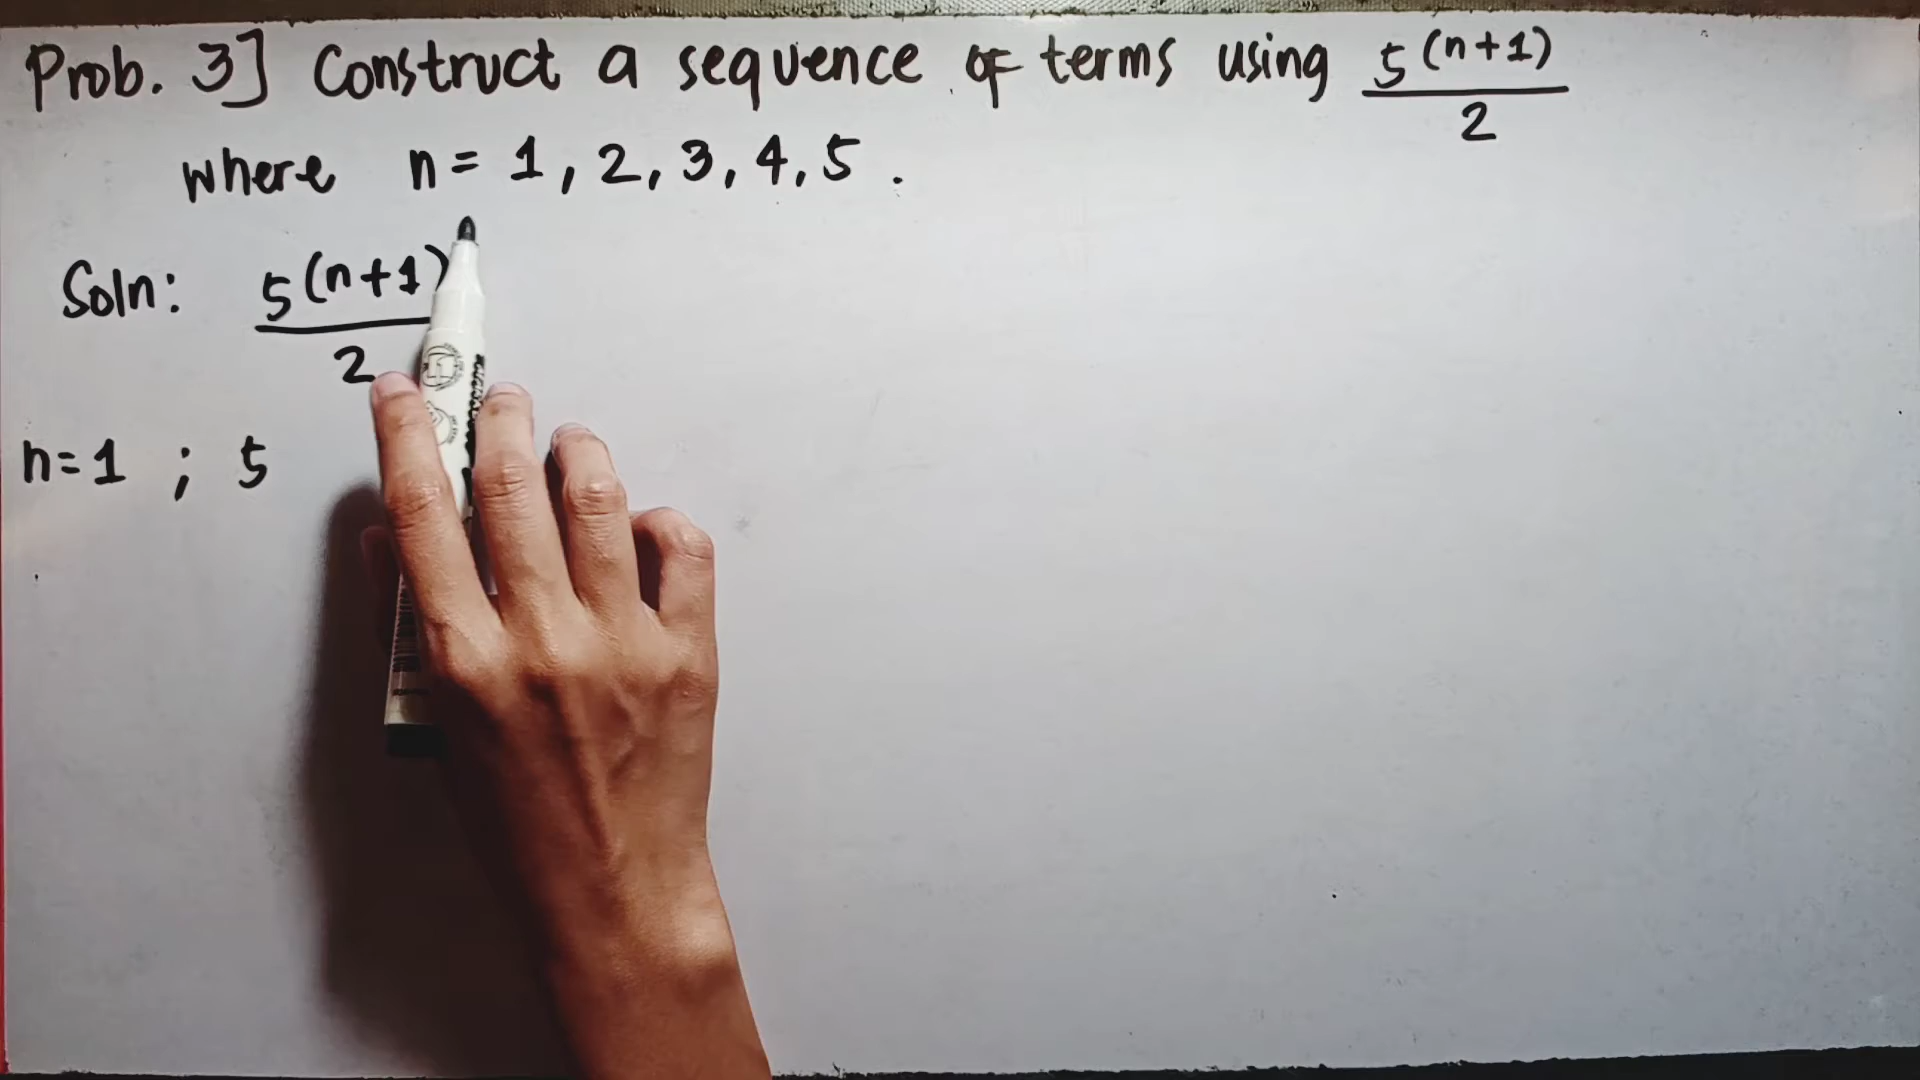 Prob. 3] Construct a sequence of terms using 5^(n+1)/2
where n = 1, 2, 3, 4, 5 .
Soln: 5^(n+1)/2
n=1 ; 5